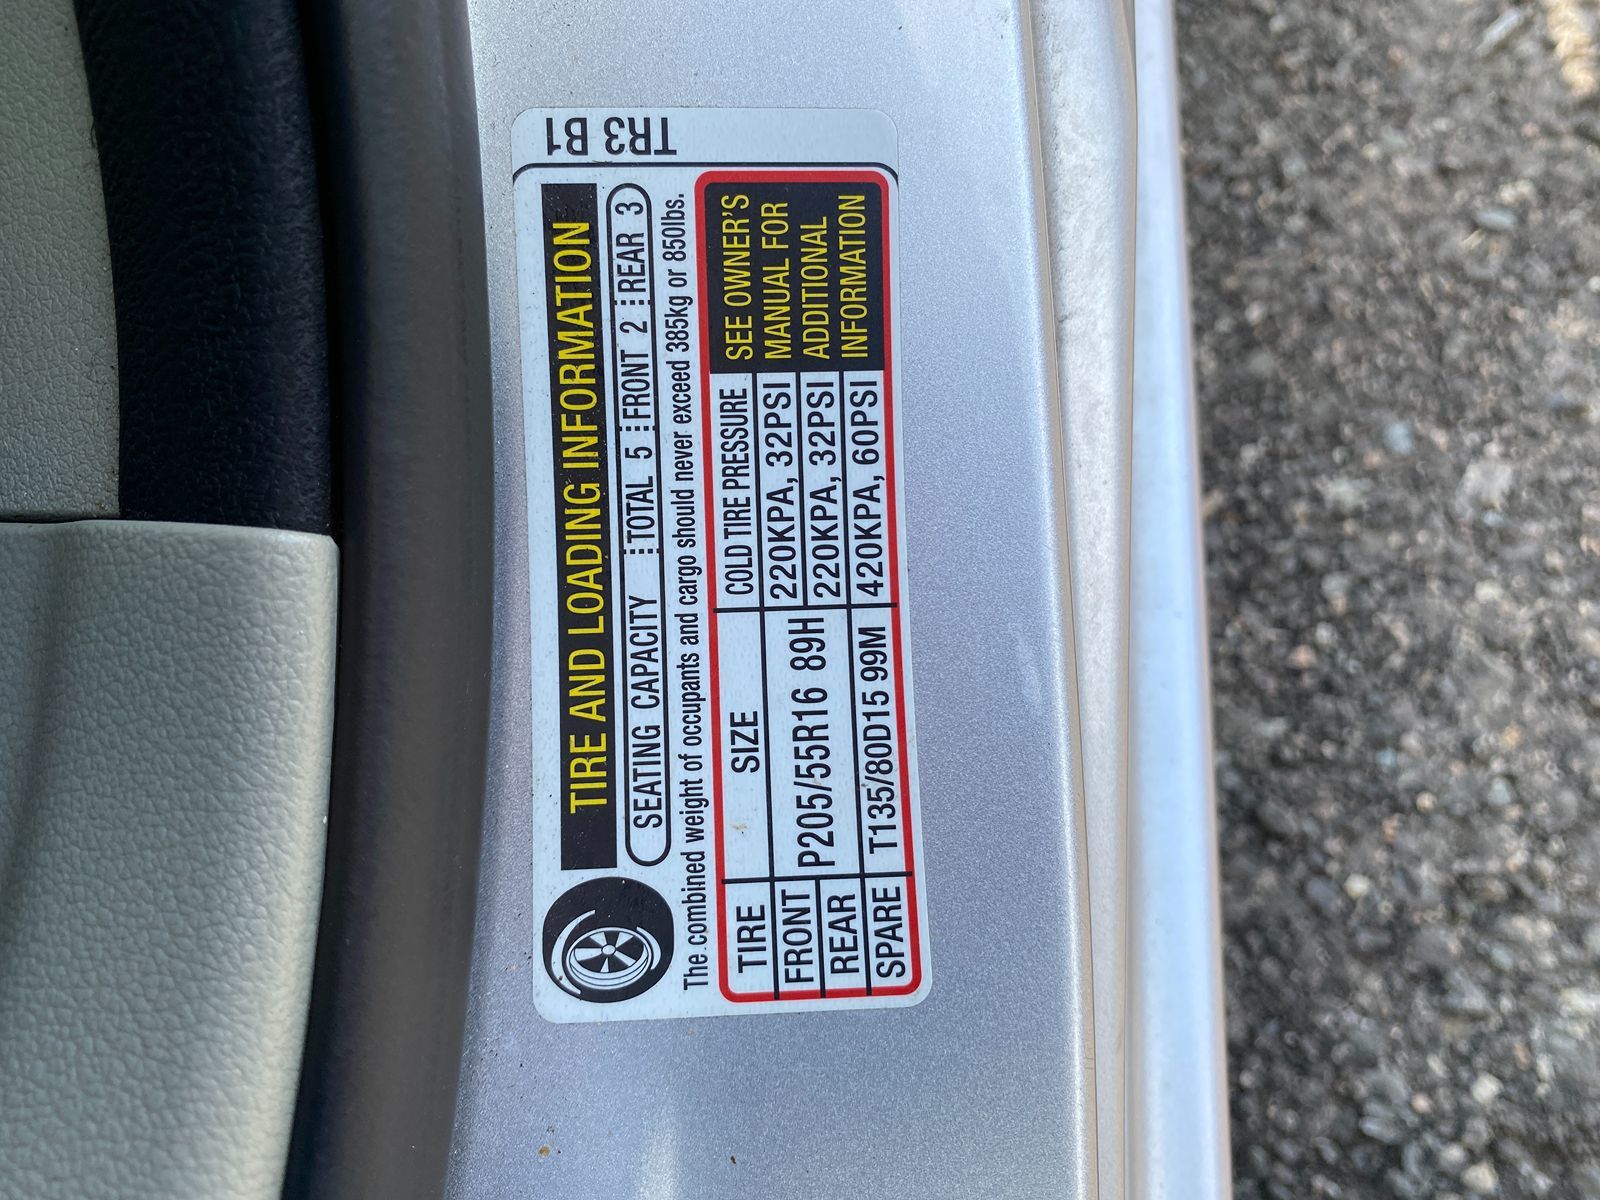 TIRE AND LOADING INFORMATION
SEATING CAPACITY TOTAL 5 FRONT 2 REAR 3
The combined weight of occupants and cargo should never exceed 385kg or 850lbs.
TIRE SIZE COLD TIRE PRESSURE
FRONT P205/55R16 89H 220KPA, 32PSI
REAR 220KPA, 32PSI
SPARE T135/80D15 99M 420KPA, 60PSI
SEE OWNER'S
MANUAL FOR
ADDITIONAL
INFORMATION
TR3 B1